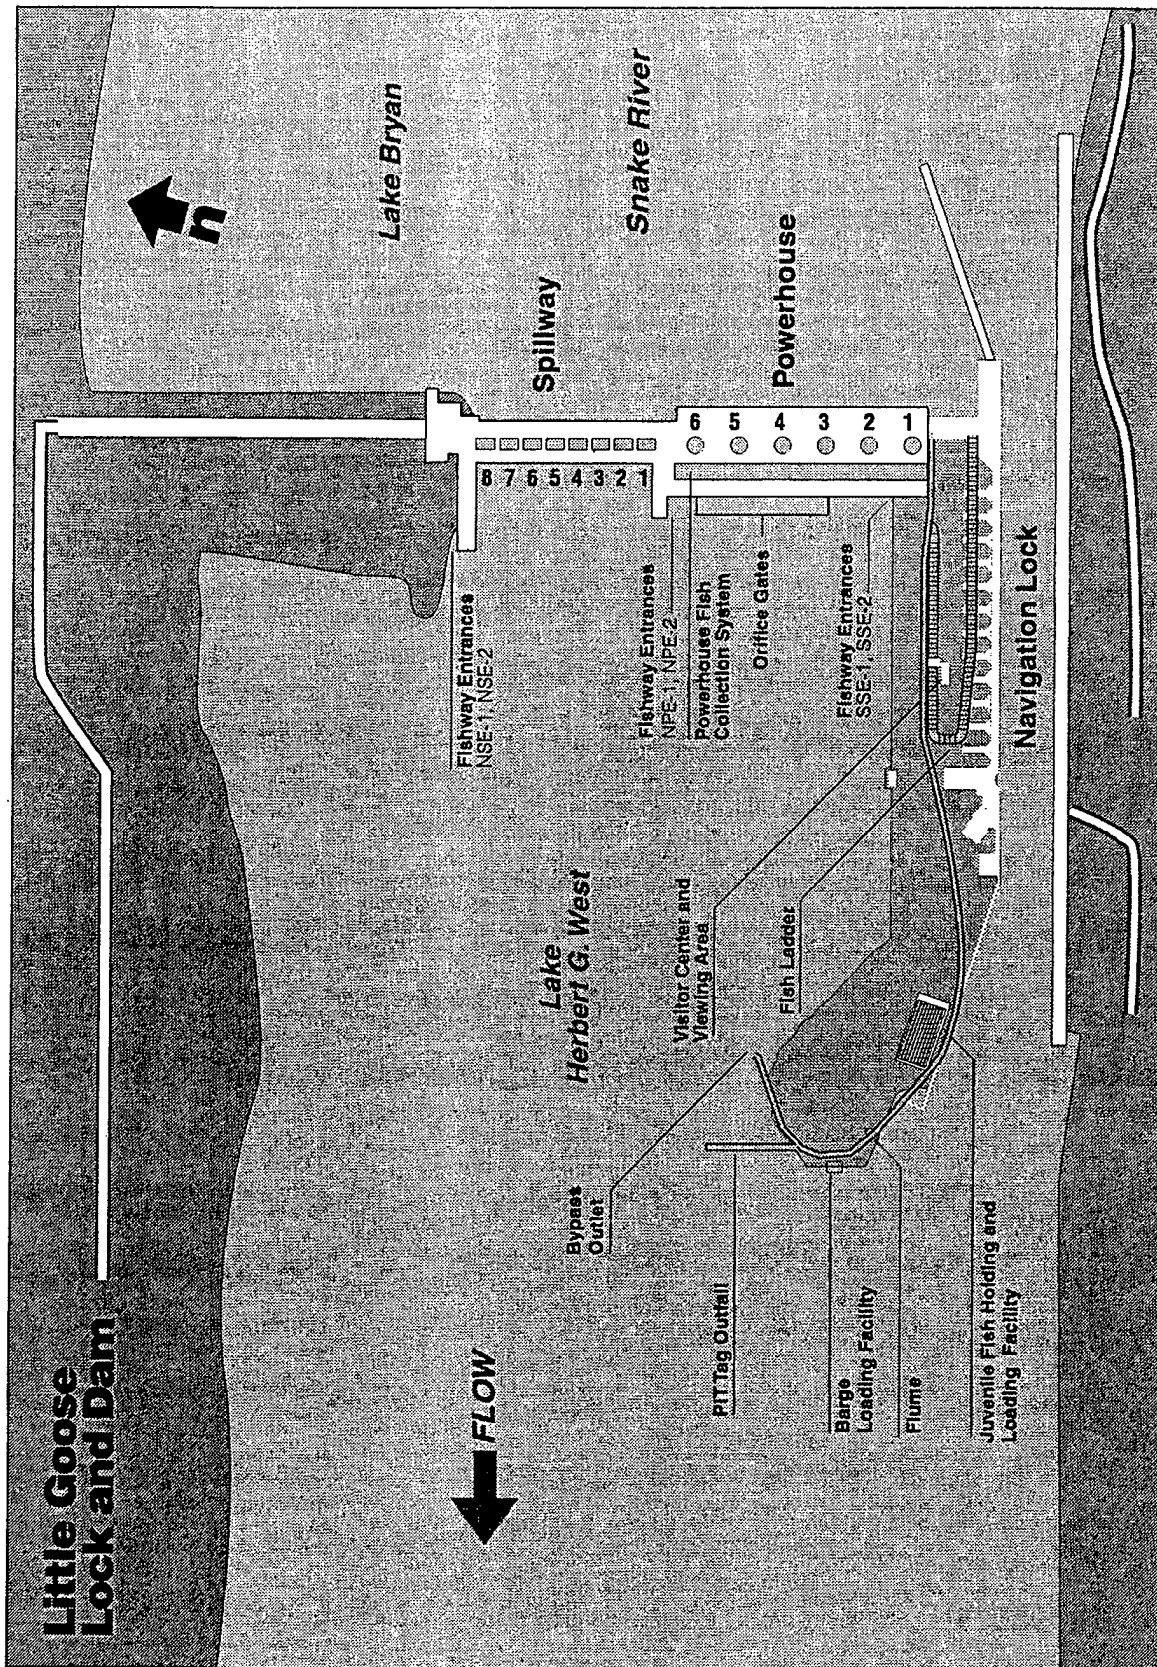 Little Goose
Lock and Dam
n
Lake Bryan
Snake River
FLOW
Lake
Herbert G. West
Spillway
8
7
6
5
4
3
2
1
Powerhouse
6
5
4
3
2
1
Fishway Entrances
NSE-1, NSE-2
Fishway Entrances
NPE-1, NPE-2
Powerhouse Fish
Collection System
Orifice Gates
Fishway Entrances
SSE-1, SSE-2
Navigation Lock
Visitor Center and
Viewing Area
Fish Ladder
Bypass
Outlet
PIT Tag Outfall
Barge
Loading Facility
Flume
Juvenile Fish Holding and
Loading Facility